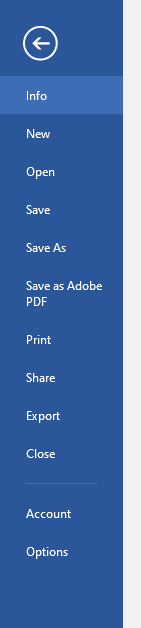 Info
New
Open
Save
Save As
Save as Adobe
PDF
Print
Share
Export
Close
Account
Options